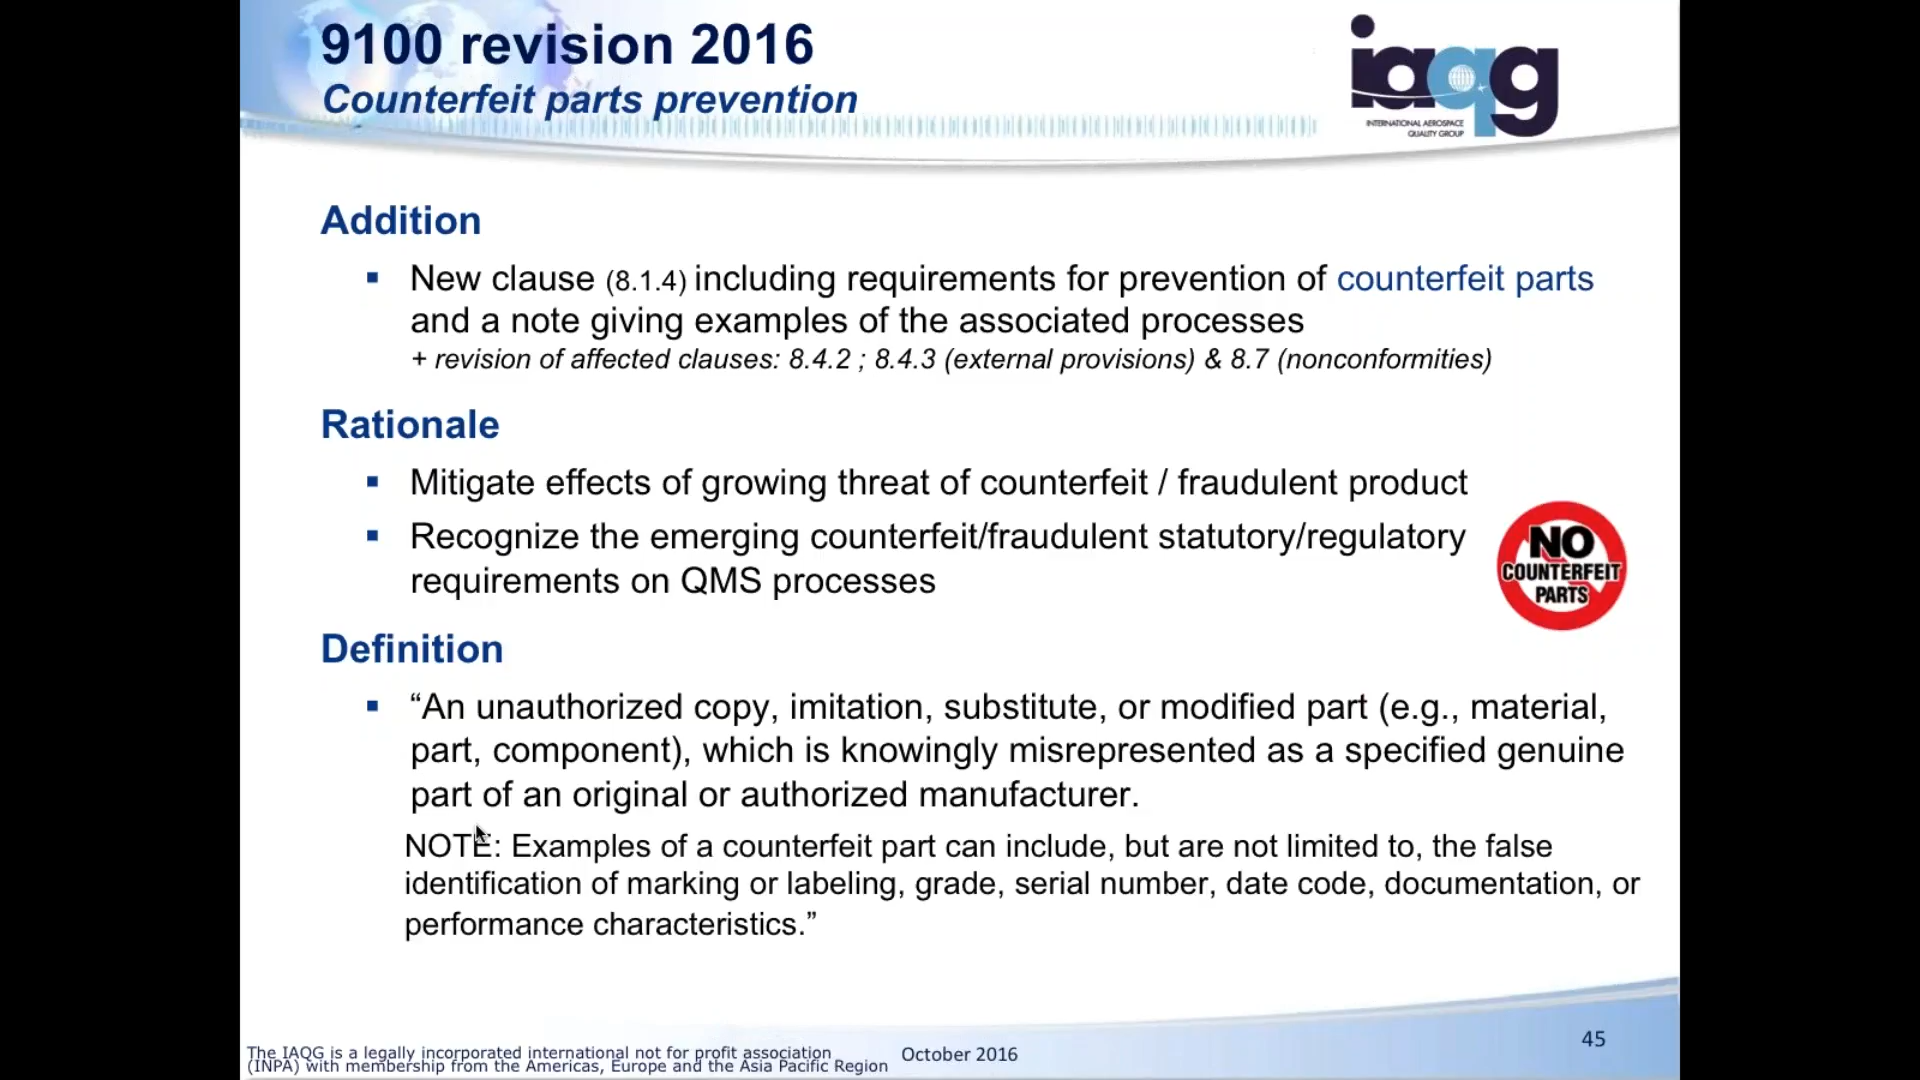 9100 revision 2016
Counterfeit parts prevention
iaqg
INTERNATIONAL AEROSPACE
QUALITY GROUP
Addition
▪ New clause (8.1.4) including requirements for prevention of counterfeit parts
and a note giving examples of the associated processes
+ revision of affected clauses: 8.4.2 ; 8.4.3 (external provisions) & 8.7 (nonconformities)
Rationale
▪ Mitigate effects of growing threat of counterfeit / fraudulent product
▪ Recognize the emerging counterfeit/fraudulent statutory/regulatory
requirements on QMS processes
NO
COUNTERFEIT
PARTS
Definition
▪ “An unauthorized copy, imitation, substitute, or modified part (e.g., material,
part, component), which is knowingly misrepresented as a specified genuine
part of an original or authorized manufacturer.
NOTE: Examples of a counterfeit part can include, but are not limited to, the false
identification of marking or labeling, grade, serial number, date code, documentation, or
performance characteristics.”
The IAQG is a legally incorporated international not for profit association
(INPA) with membership from the Americas, Europe and the Asia Pacific Region
October 2016
45